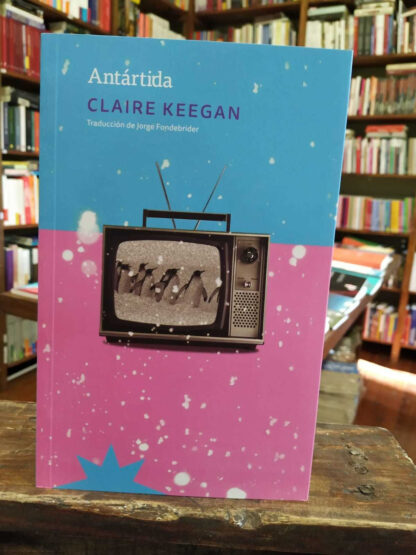 Antártida
CLAIRE KEEGAN
Traducción de Jorge Fondebrider